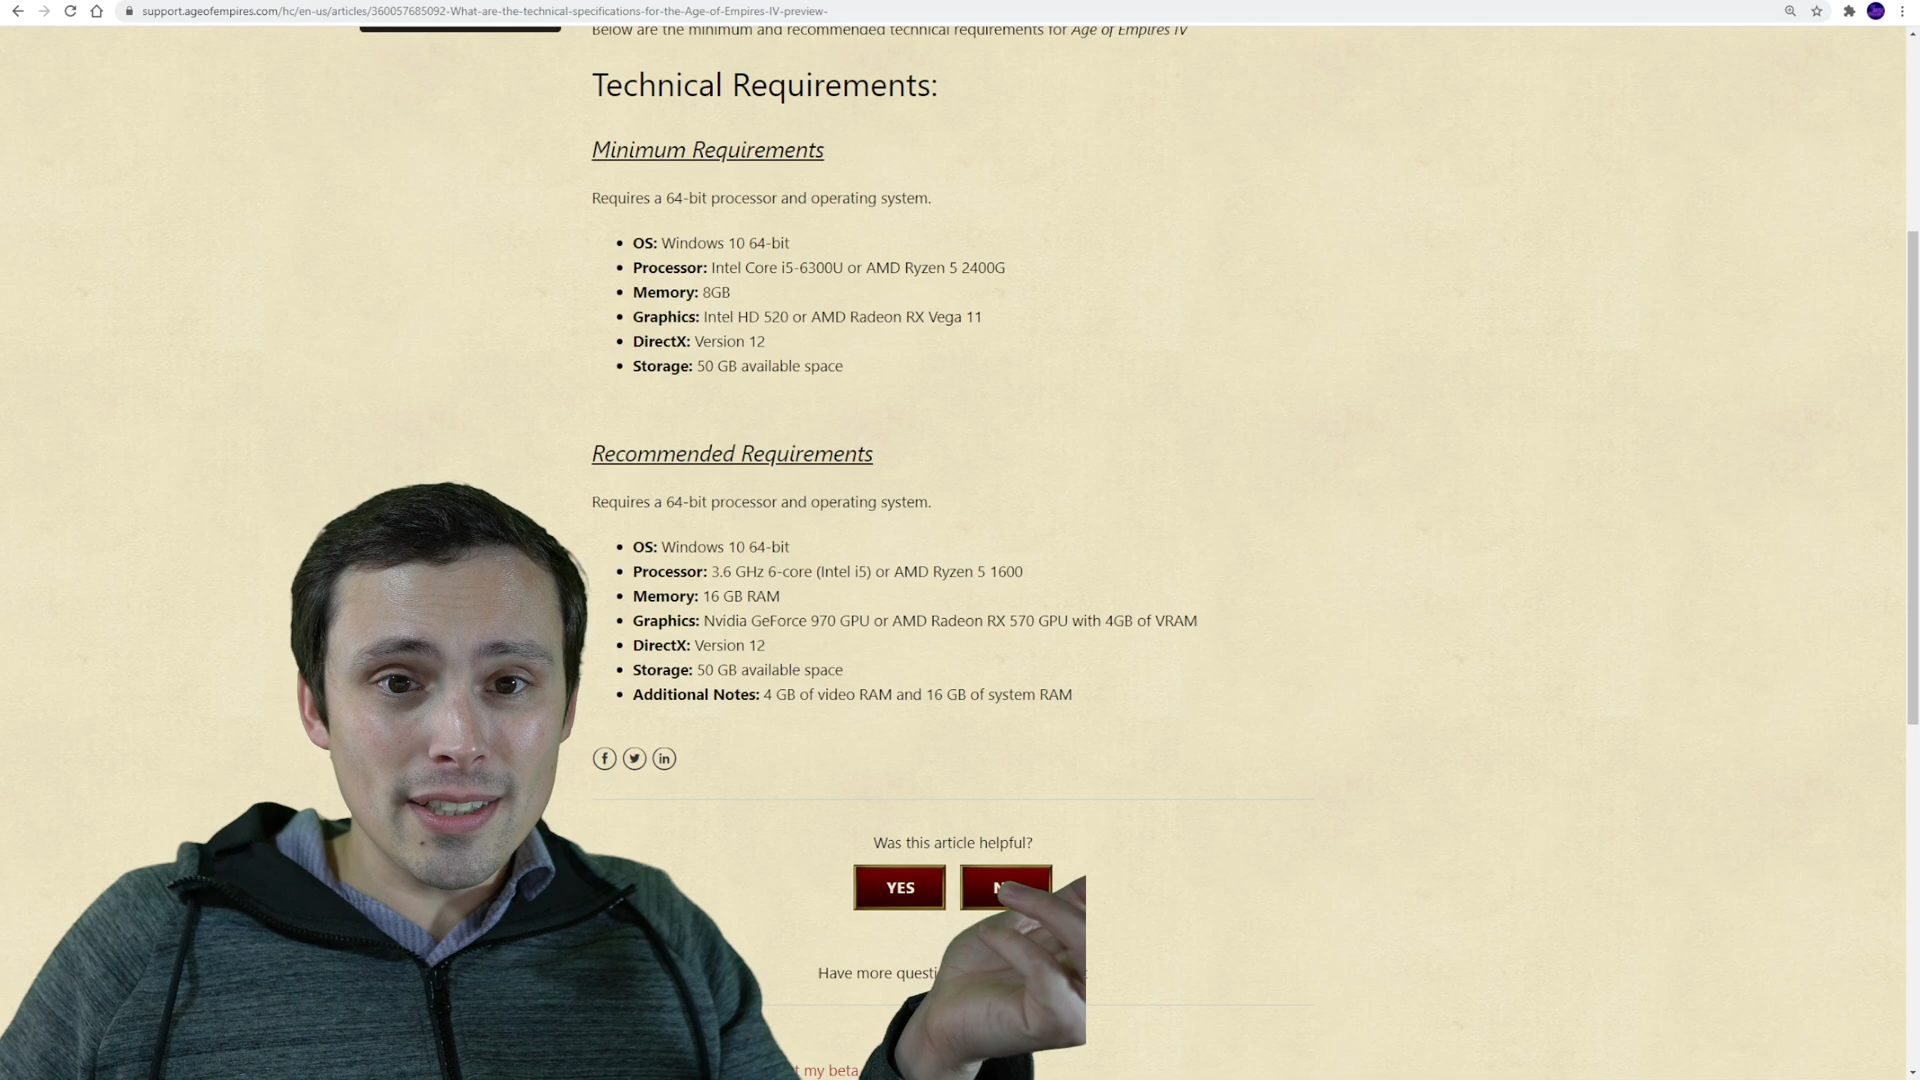 support.ageofempires.com/hc/en-us/articles/360057685092-What-are-the-technical-specifications-for-the-Age-of-Empires-IV-preview-
Below are the minimum and recommended technical requirements for Age of Empires IV
Technical Requirements:
Minimum Requirements
Requires a 64-bit processor and operating system.
• OS: Windows 10 64-bit
• Processor: Intel Core i5-6300U or AMD Ryzen 5 2400G
• Memory: 8GB
• Graphics: Intel HD 520 or AMD Radeon RX Vega 11
• DirectX: Version 12
• Storage: 50 GB available space
Recommended Requirements
Requires a 64-bit processor and operating system.
• OS: Windows 10 64-bit
• Processor: 3.6 GHz 6-core (Intel i5) or AMD Ryzen 5 1600
• Memory: 16 GB RAM
• Graphics: Nvidia GeForce 970 GPU or AMD Radeon RX 570 GPU with 4GB of VRAM
• DirectX: Version 12
• Storage: 50 GB available space
• Additional Notes: 4 GB of video RAM and 16 GB of system RAM
f
in
Was this article helpful?
YES
Have more
my beta